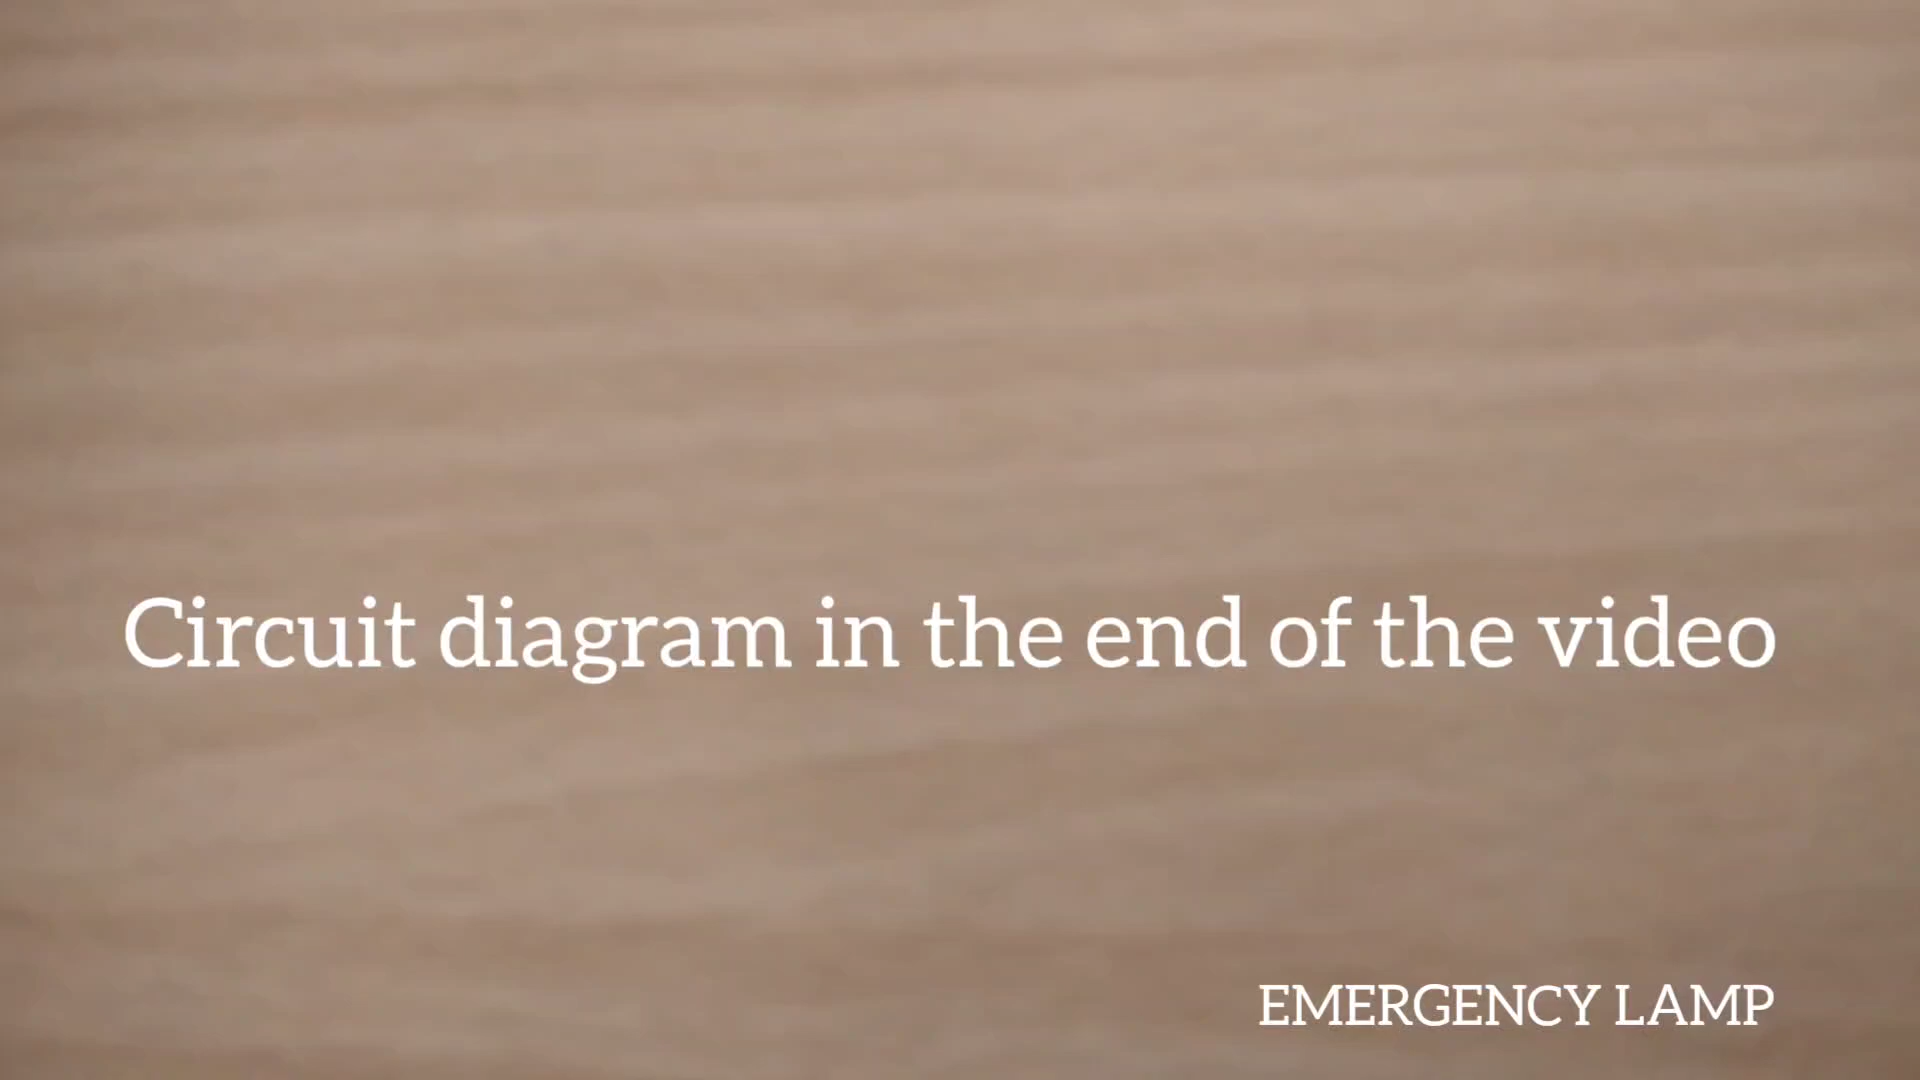 Circuit diagram in the end of the video
EMERGENCY LAMP